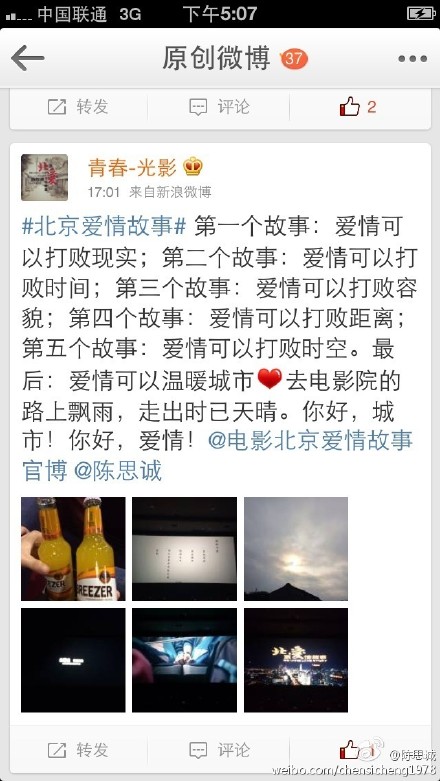 中国联通 3G 下午5:07
原创微博 37
转发 评论 2
青春-光影
17:01 来自新浪微博
#北京爱情故事# 第一个故事：爱情可
以打败现实；第二个故事：爱情可以打
败时间；第三个故事：爱情可以打败容
貌；第四个故事：爱情可以打败距离；
第五个故事：爱情可以打败时空。最
后：爱情可以温暖城市❤去电影院的
路上飘雨，走出时已天晴。你好，城
市！你好，爱情！@电影北京爱情故事
官博 @陈思诚
BREEZER BREEZER
北京
转发 评论 1
@陈思诚
weibo.com/chensicheng1978